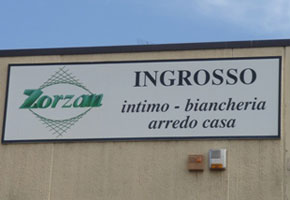 Zorzan
INGROSSO
intimo - biancheria
arredo casa